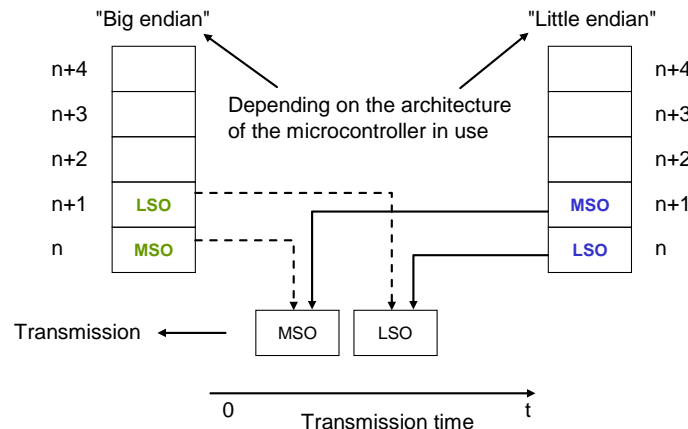 "Big endian"
"Little endian"
n+4
n+4
Depending on the architecture
of the microcontroller in use
n+3
n+3
n+2
n+2
n+1
LSO
MSO
n+1
n
MSO
LSO
n
Transmission
MSO
LSO
0
Transmission time
t